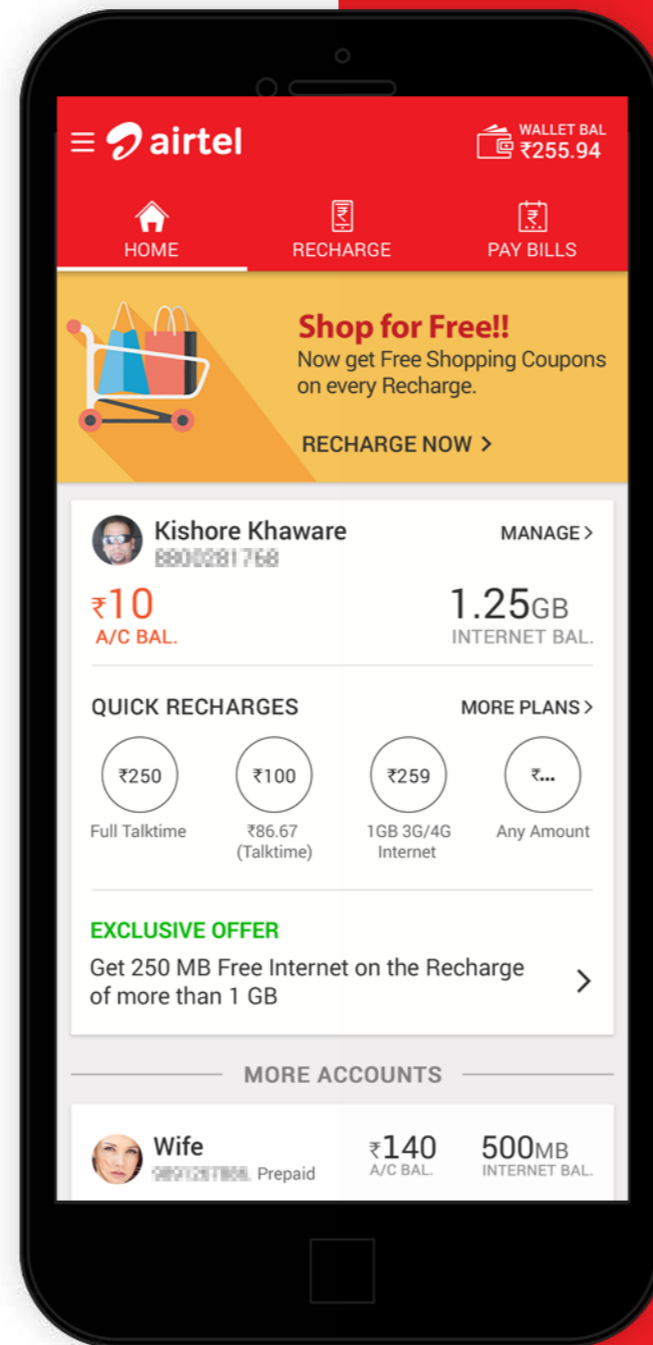 airtel
WALLET BAL
₹255.94
HOME
RECHARGE
PAY BILLS
Shop for Free!!
Now get Free Shopping Coupons
on every Recharge.
RECHARGE NOW >
Kishore Khaware
MANAGE >
₹10
A/C BAL.
1.25GB
INTERNET BAL.
QUICK RECHARGES
MORE PLANS >
₹250
Full Talktime
₹100
₹86.67
(Talktime)
₹259
1GB 3G/4G
Internet
₹...
Any Amount
EXCLUSIVE OFFER
Get 250 MB Free Internet on the Recharge
of more than 1 GB
MORE ACCOUNTS
Wife
Prepaid
₹140
A/C BAL.
500MB
INTERNET BAL.